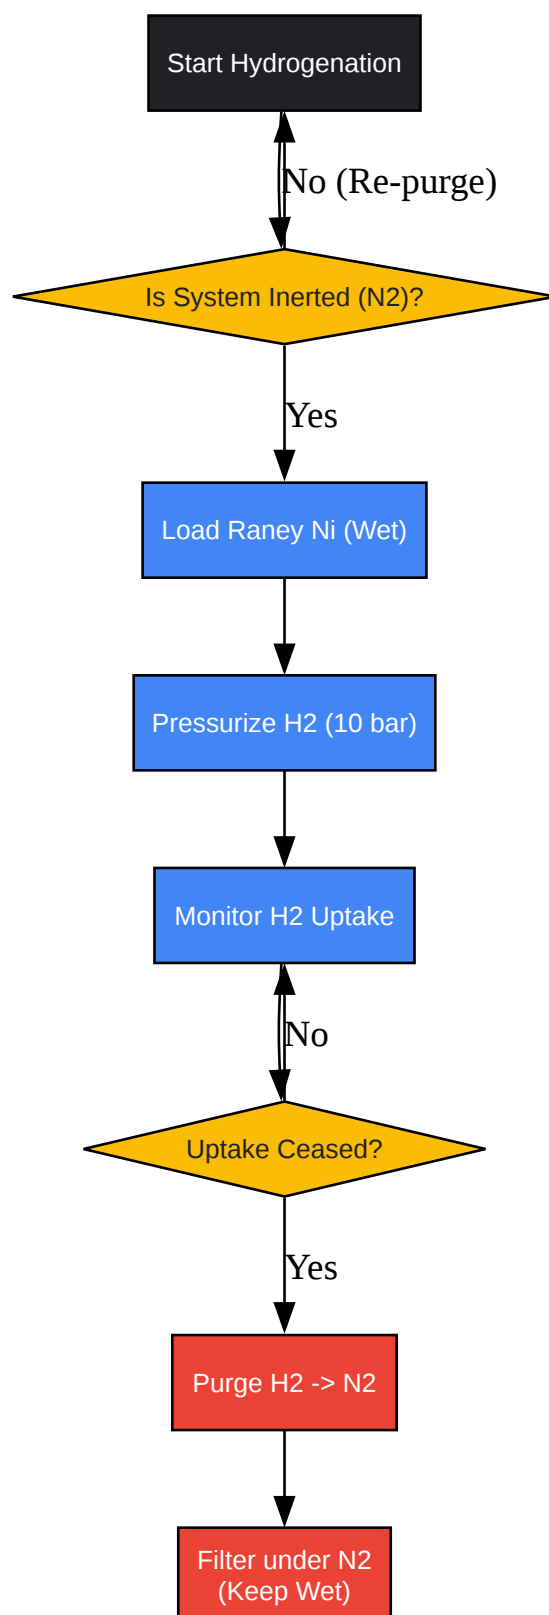 Start Hydrogenation
No (Re-purge)
Is System Inerted (N2)?
Yes
Load Raney Ni (Wet)
Pressurize H2 (10 bar)
Monitor H2 Uptake
No
Uptake Ceased?
Yes
Purge H2 -> N2
Filter under N2
(Keep Wet)